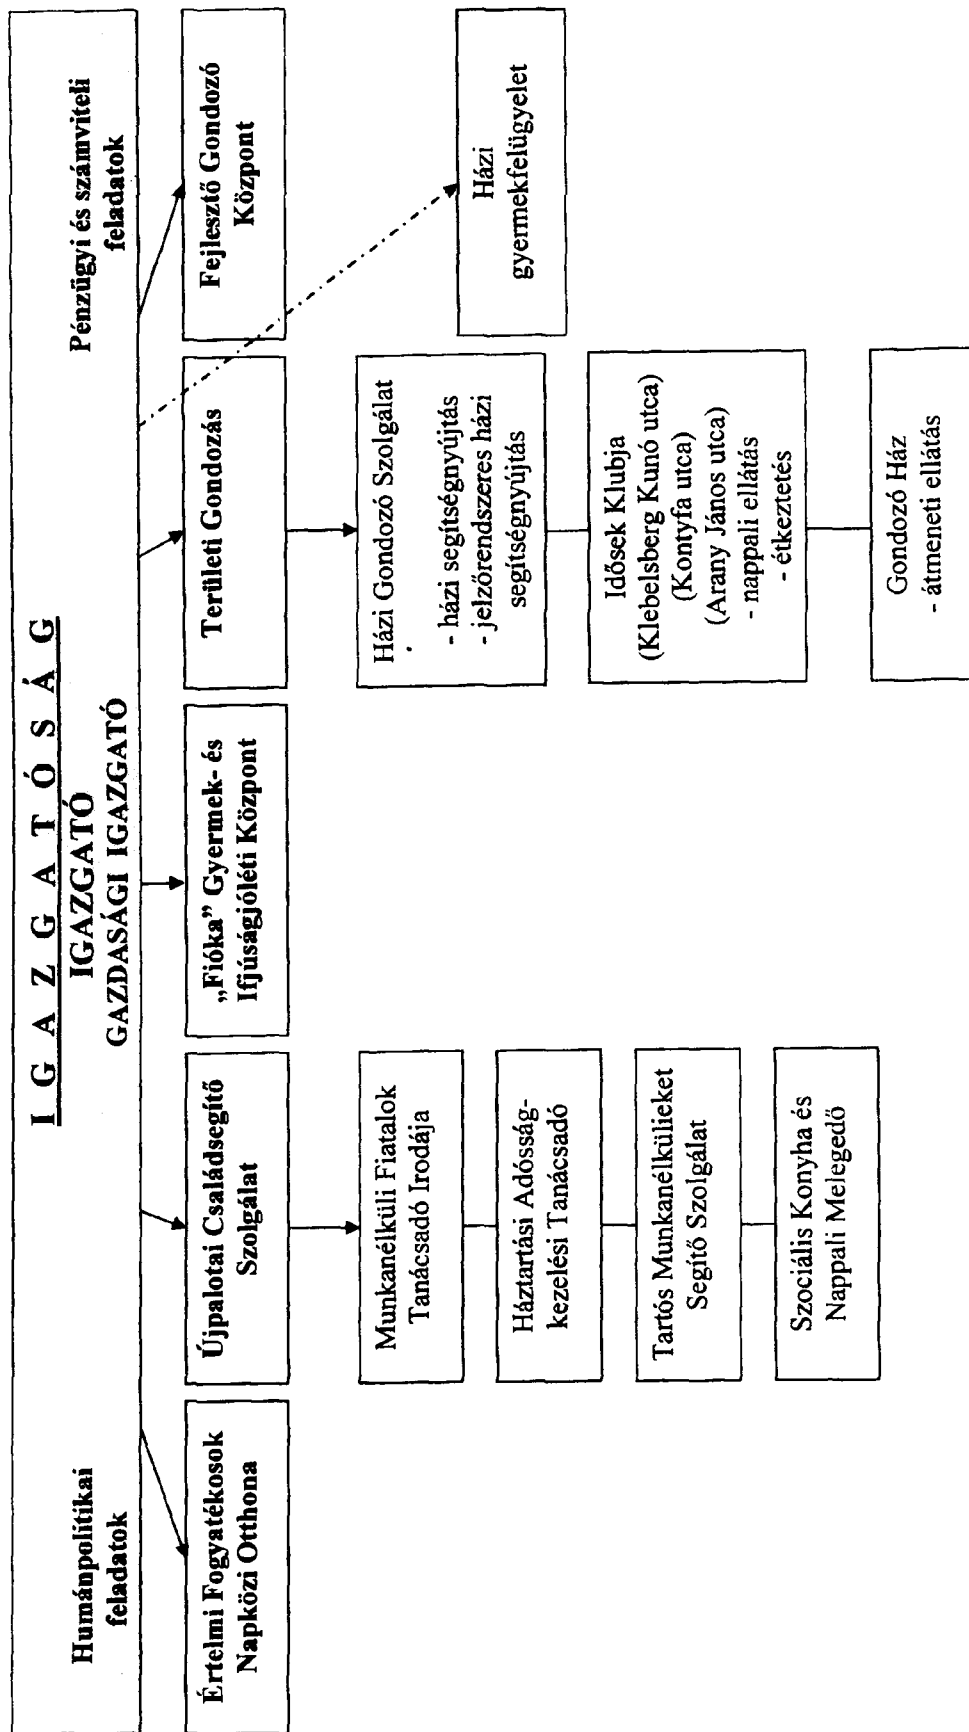 I G A Z G A T Ó S Á G
IGAZGATÓ
GAZDASÁGI IGAZGATÓ
Humánpolitikai
feladatok
Pénzügyi és számviteli
feladatok
Értelmi Fogyatékosok
Napközi Otthona
Újpalotai Családsegítő
Szolgálat
„Fióka” Gyermek- és
Ifjúságjóléti Központ
Területi Gondozás
Fejlesztő Gondozó
Központ
Munkanélküli Fiatalok
Tanácsadó Irodája
Háztartási Adósság-
kezelési Tanácsadó
Tartós Munkanélkülieket
Segítő Szolgálat
Szociális Konyha és
Nappali Melegedő
Házi Gondozó Szolgálat
- házi segítségnyújtás
- jelzőrendszeres házi
segítségnyújtás
Idősek Klubja
(Klebelsberg Kunó utca)
(Kontyfa utca)
(Arany János utca)
- nappali ellátás
- étkeztetés
Gondozó Ház
- átmeneti ellátás
Házi
gyermekfelügyelet